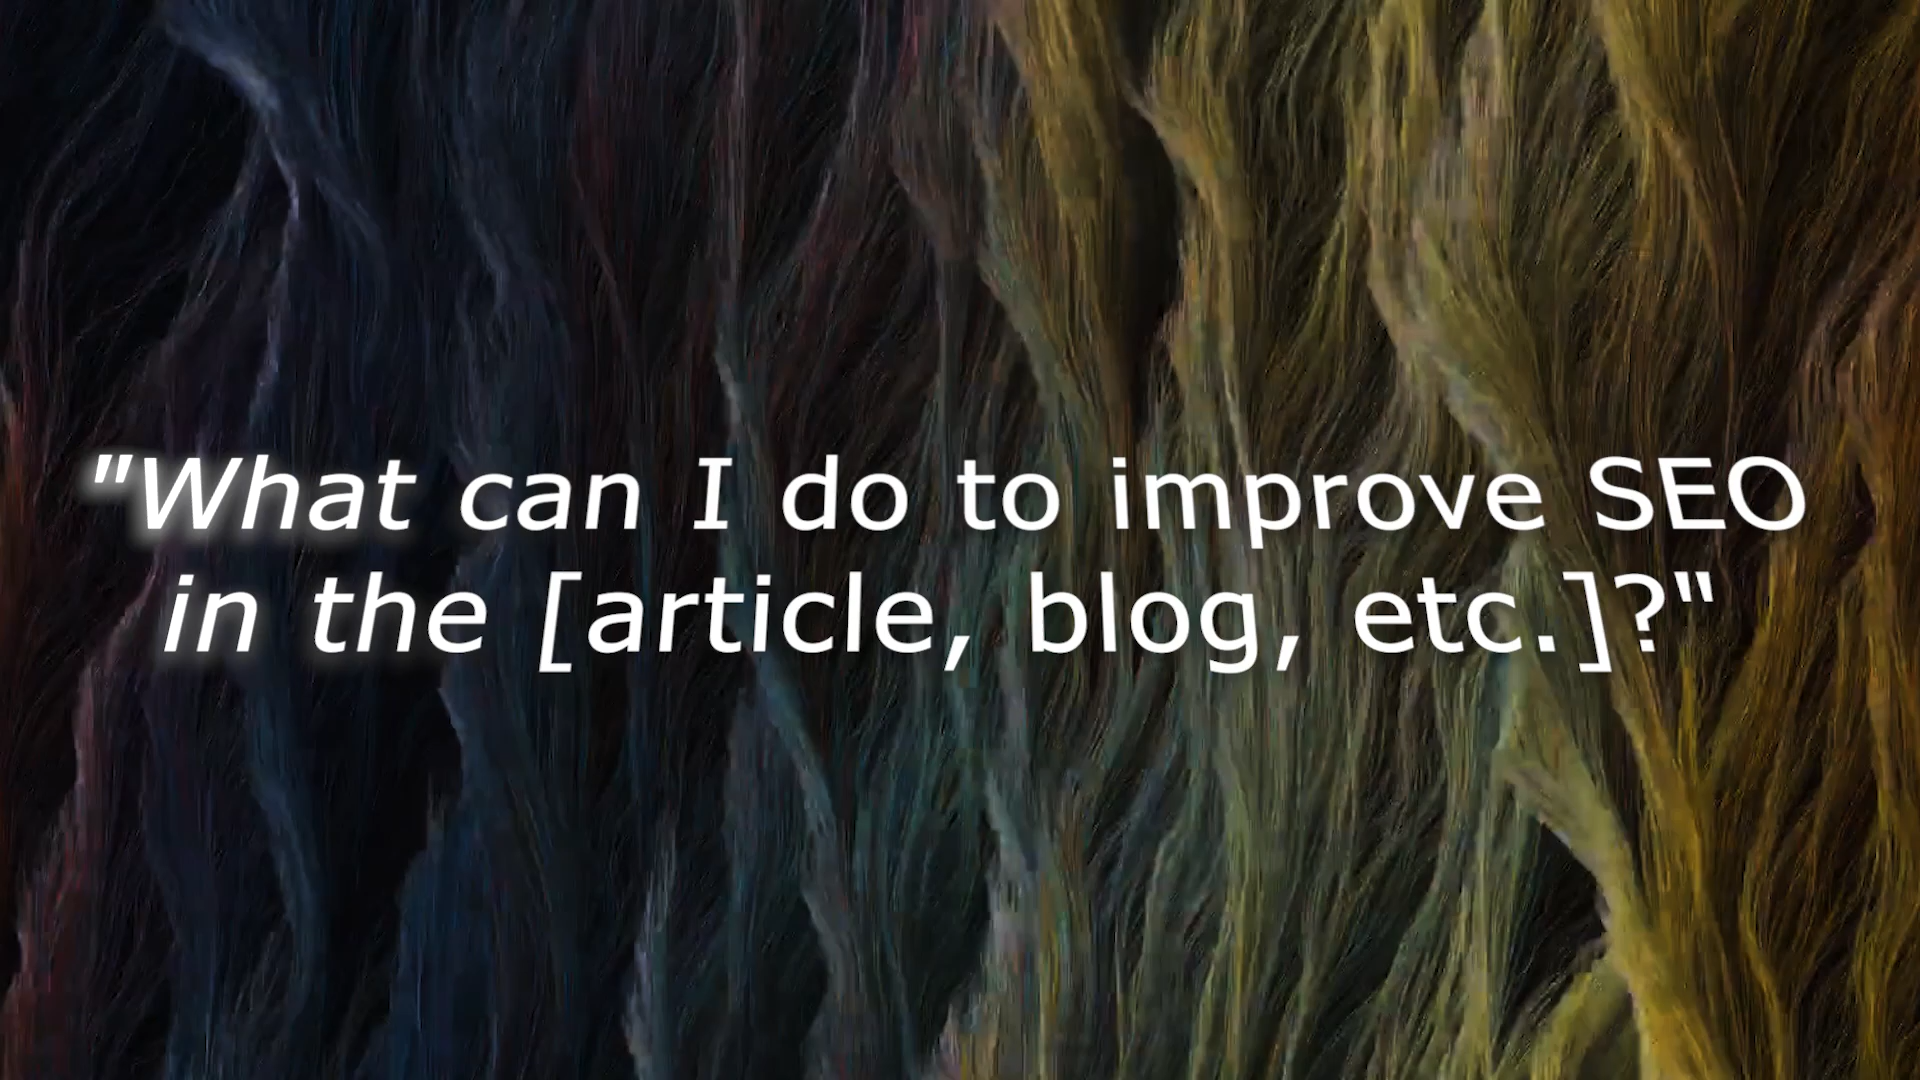 "What can I do to improve SEO
in the [article, blog, etc.]?"